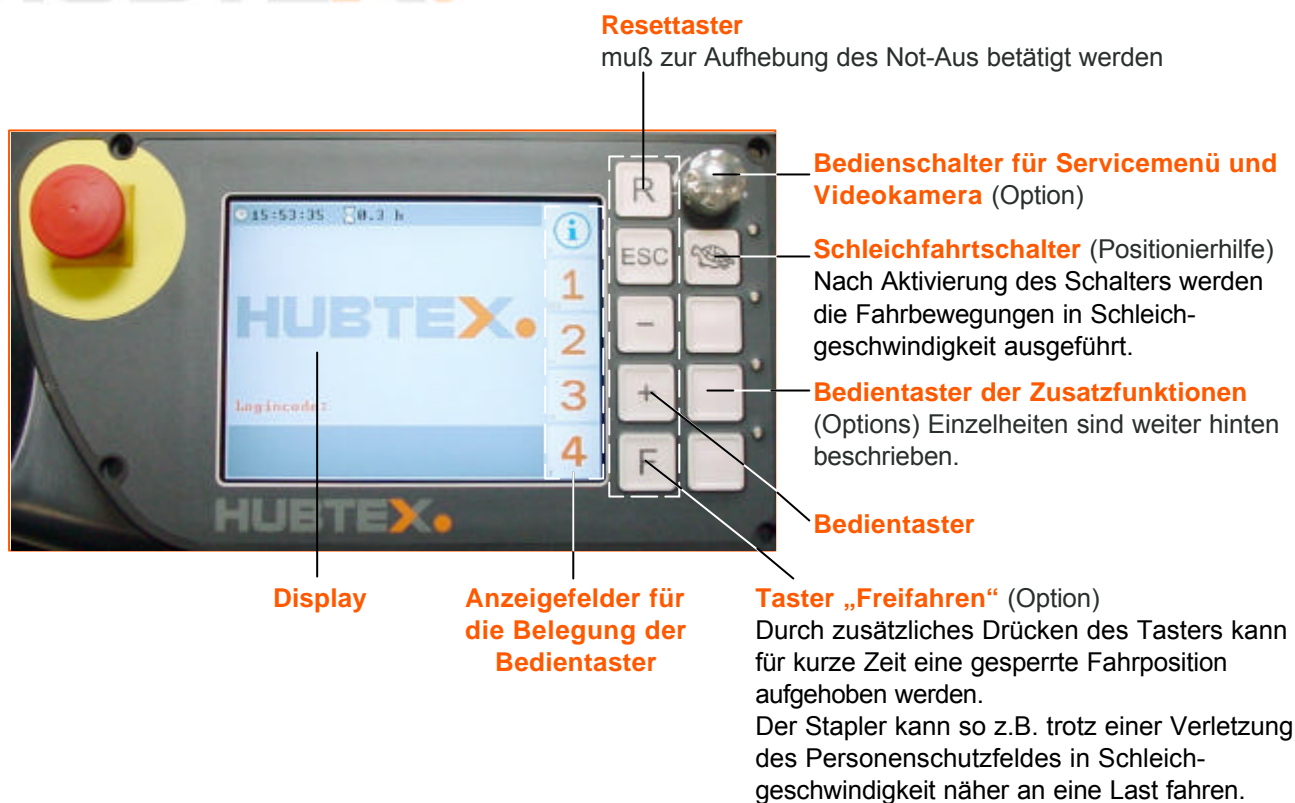 Resettaster
muß zur Aufhebung des Not-Aus betätigt werden
Bedienschalter für Servicemenü und
Videokamera (Option)
Schleichfahrtschalter (Positionierhilfe)
Nach Aktivierung des Schalters werden
die Fahrbewegungen in Schleich-
geschwindigkeit ausgeführt.
Bedientaster der Zusatzfunktionen
(Options) Einzelheiten sind weiter hinten
beschrieben.
Bedientaster
Taster „Freifahren“ (Option)
Durch zusätzliches Drücken des Tasters kann
für kurze Zeit eine gesperrte Fahrposition
aufgehoben werden.
Der Stapler kann so z.B. trotz einer Verletzung
des Personenschutzfeldes in Schleich-
geschwindigkeit näher an eine Last fahren.
Display
Anzeigefelder für
die Belegung der
Bedientaster
15:53:35 0.3 h
HUBTEX.
Logincode:
i
1
2
3
4
R
ESC
-
+
F
HUBTEX.